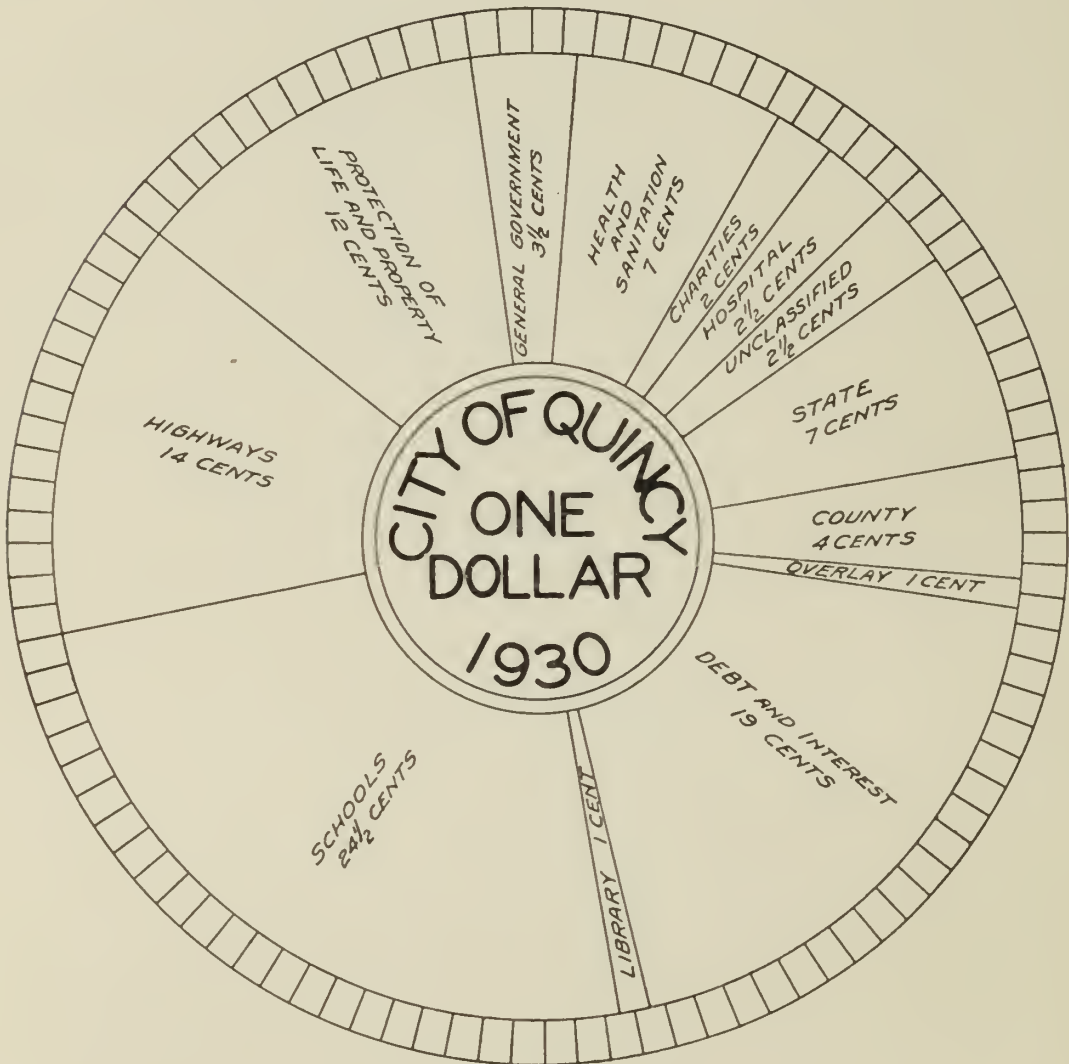 CITY OF QUINCY
ONE
DOLLAR
1930
GENERAL GOVERNMENT
3½ CENTS
HEALTH
AND
SANITATION
7 CENTS
CHARITIES
2 CENTS
HOSPITAL
2½ CENTS
UNCLASSIFIED
2½ CENTS
STATE
7 CENTS
COUNTY
4 CENTS
OVERLAY 1 CENT
DEBT AND INTEREST
19 CENTS
LIBRARY 1 CENT
SCHOOLS
24½ CENTS
HIGHWAYS
14 CENTS
PROTECTION OF
LIFE AND PROPERTY
12 CENTS